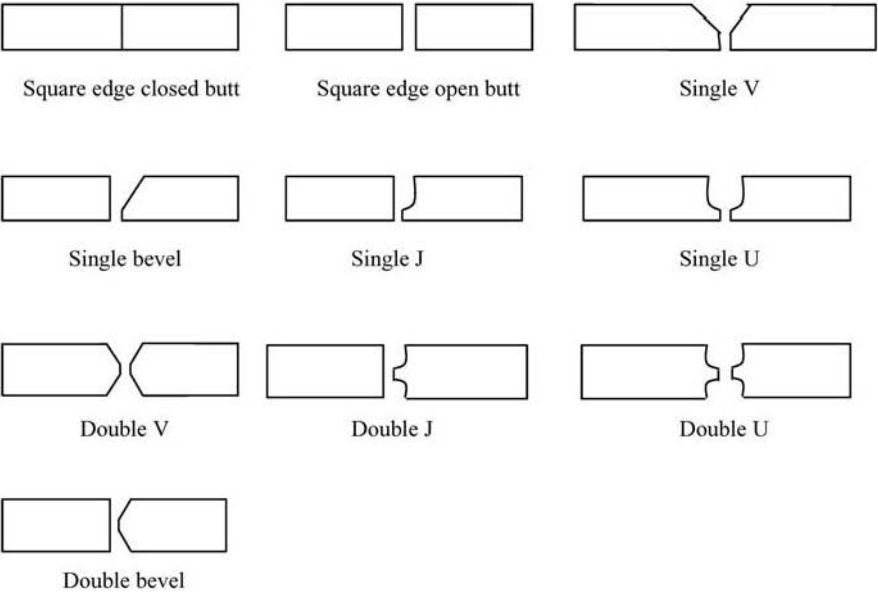 Square edge closed butt
Square edge open butt
Single V
Single bevel
Single J
Single U
Double V
Double J
Double U
Double bevel